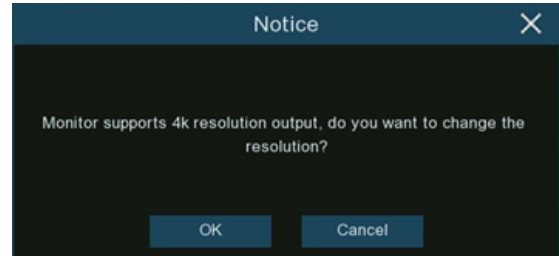 Notice
Monitor supports 4k resolution output, do you want to change the
resolution?
OK
Cancel